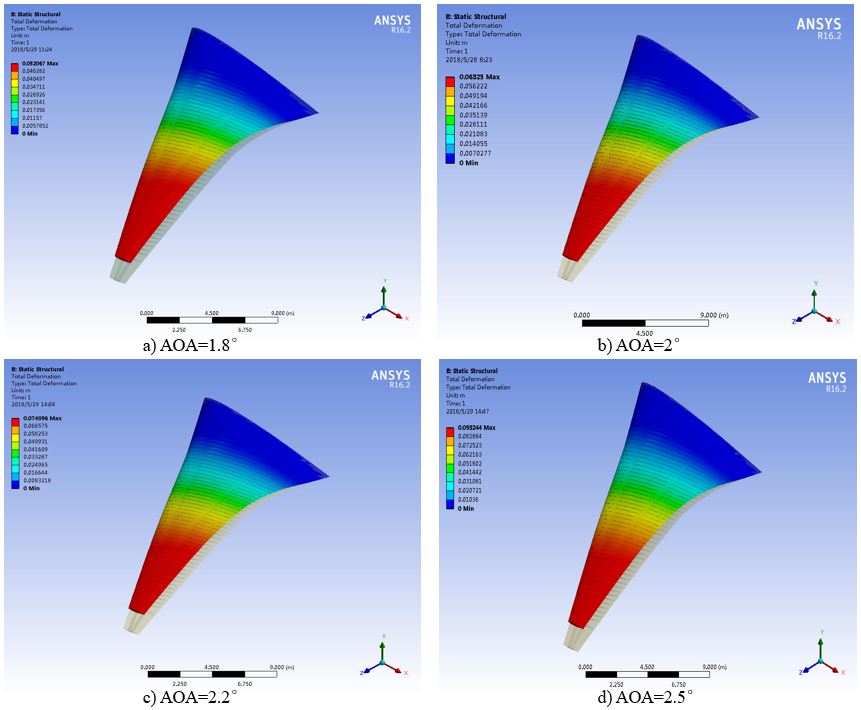 B: Static Structural
Total Deformation
Type: Total Deformation
Unit: m
Time: 1
2018/5/29 11:24
0.052067 Max
0.046282
0.040497
0.034711
0.028926
0.023141
0.017356
0.01157
0.0057852
0 Min
ANSYS
R16.2
0.000
4.500
9.000 (m)
2.250
6.750
Y
Z
X
a) AOA=1.8°
B: Static Structural
Total Deformation
Type: Total Deformation
Unit: m
Time: 1
2018/5/28 8:23
0.06325 Max
0.056222
0.049194
0.042166
0.035139
0.028111
0.021083
0.014055
0.0070277
0 Min
ANSYS
R16.2
0.000
9.000 (m)
4.500
Y
Z
X
b) AOA=2°
B: Static Structural
Total Deformation
Type: Total Deformation
Unit: m
Time: 1
2018/5/29 14:04
0.074896 Max
0.066575
0.058253
0.049931
0.041609
0.033287
0.024965
0.016644
0.0083218
0 Min
ANSYS
R16.2
0.000
4.500
9.000 (m)
2.250
6.750
Y
Z
X
c) AOA=2.2°
B: Static Structural
Total Deformation
Type: Total Deformation
Unit: m
Time: 1
2018/5/29 14:47
0.093244 Max
0.082884
0.072523
0.062163
0.051802
0.041442
0.031081
0.020721
0.01036
0 Min
ANSYS
R16.2
0.000
4.500
9.000 (m)
2.250
6.750
Y
Z
X
d) AOA=2.5°